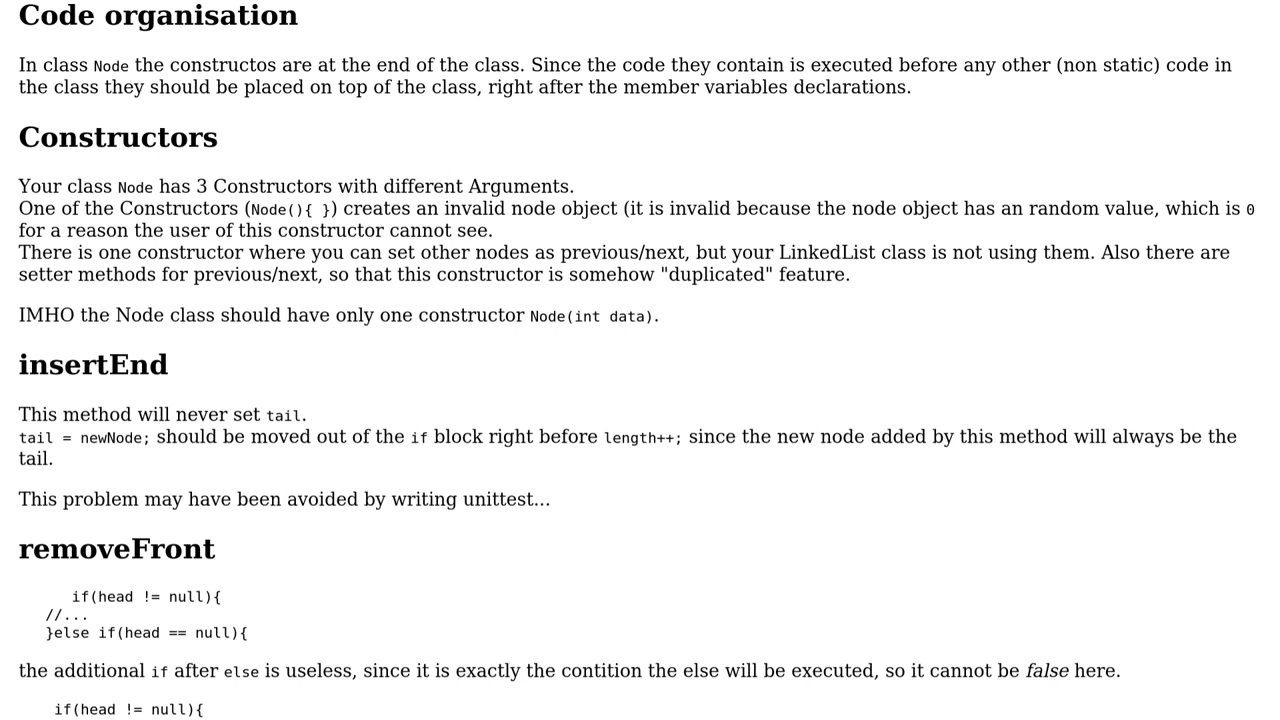 Code organisation
In class Node the constructos are at the end of the class. Since the code they contain is executed before any other (non static) code in
the class they should be placed on top of the class, right after the member variables declarations.
Constructors
Your class Node has 3 Constructors with different Arguments.
One of the Constructors (Node(){ }) creates an invalid node object (it is invalid because the node object has an random value, which is 0
for a reason the user of this constructor cannot see.
There is one constructor where you can set other nodes as previous/next, but your LinkedList class is not using them. Also there are
setter methods for previous/next, so that this constructor is somehow "duplicated" feature.
IMHO the Node class should have only one constructor Node(int data).
insertEnd
This method will never set tail.
tail = newNode; should be moved out of the if block right before length++; since the new node added by this method will always be the
tail.
This problem may have been avoided by writing unittest...
removeFront
if(head != null){
//...
}else if(head == null){
the additional if after else is useless, since it is exactly the contition the else will be executed, so it cannot be false here.
if(head != null){